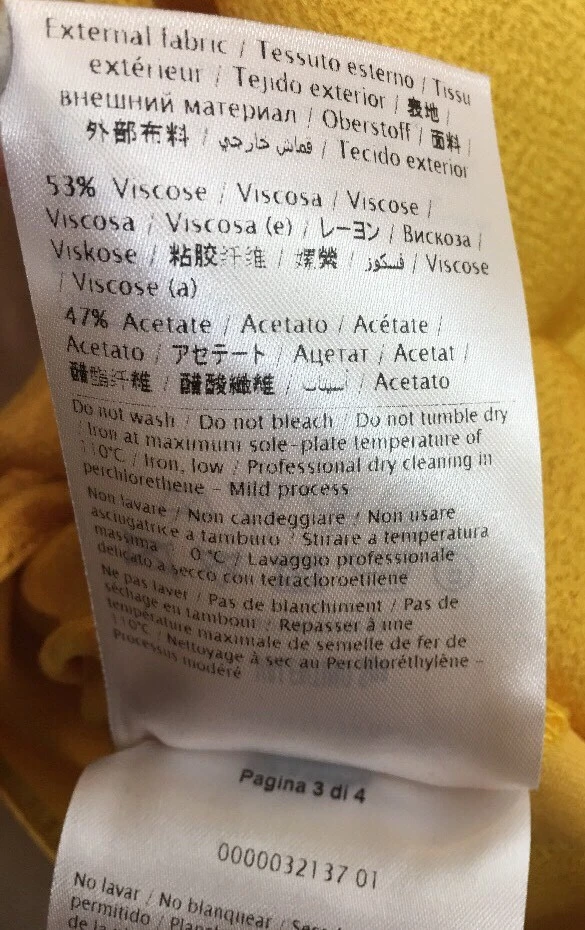 External fabric / Tessuto esterno / Tissu
extérieur / Tejido exterior / 表地 /
внешний материал / Oberstoff / 面料 /
外部布料 / قماش خارجي / Tecido exterior
53% Viscose / Viscosa / Viscose /
Viscosa / Viscosa (e) / レーヨン / Вискоза /
Viskose / 粘胶纤维 / 嫘縈 / فسكوز / Viscose
/ Viscose (a)
47% Acetate / Acetato / Acétate /
Acetato / アセテート / Ацетат / Acetat /
醋酯纤维 / 醋酸纖維 / أسيتات / Acetato
Do not wash / Do not bleach / Do not tumble dry
/ Iron at maximum sole-plate temperature of
110°C / Iron, low / Professional dry cleaning in
perchlorethene - Mild process
Non lavare / Non candeggiare / Non usare
asciugatrice a tamburo / Stirare a temperatura
massima 0 °C / Lavaggio professionale
delicato a secco con tetracloroetilene
Ne pas laver / Pas de blanchiment / Pas de
séchage en tambour / Repasser à une
température maximale de semelle de fer de
110°C / Nettoyage à sec au Perchloréthylène -
Processus modéré
Pagina 3 di 4
0000032137 01
No lavar / No blanquear /
permitido /
de la